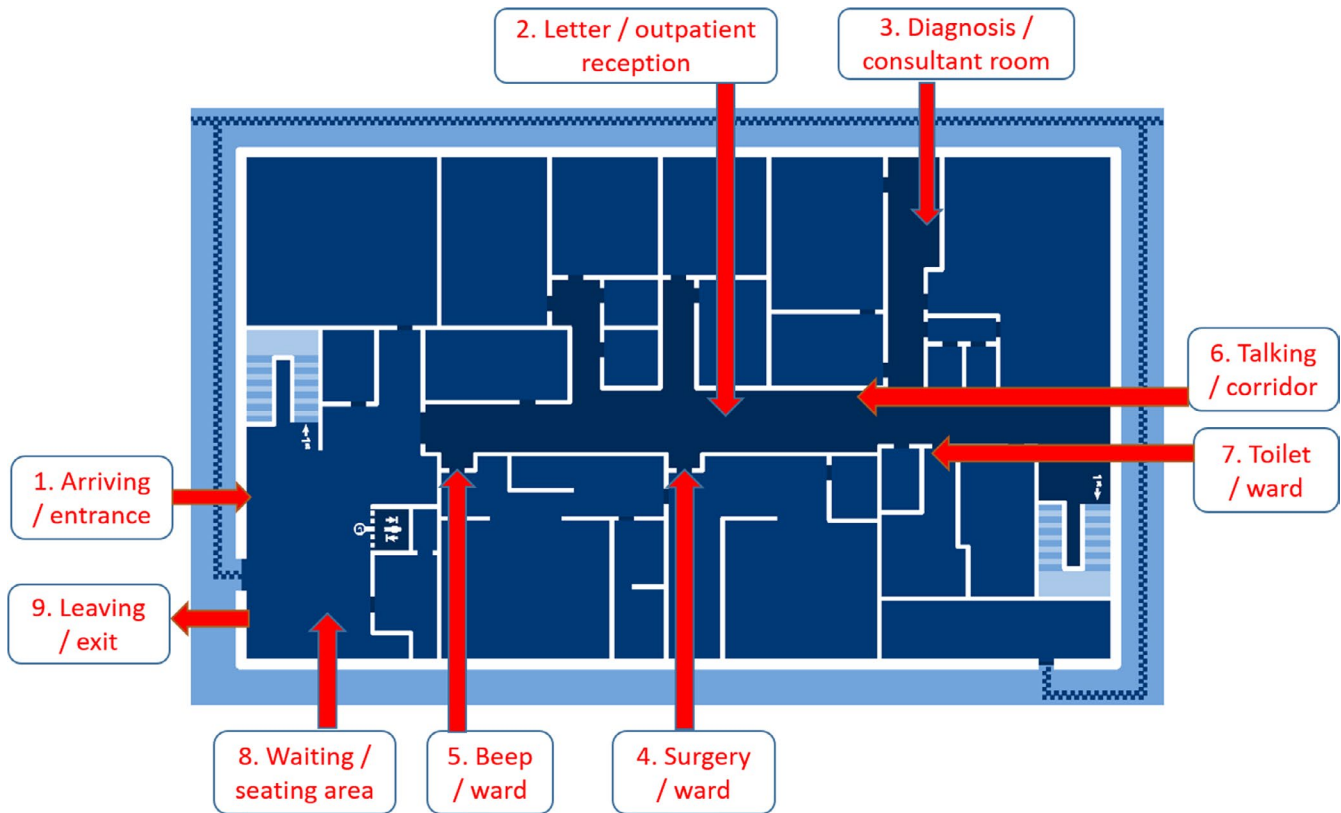 2. Letter / outpatient
reception
3. Diagnosis /
consultant room
6. Talking
/ corridor
7. Toilet
/ ward
1. Arriving
/ entrance
9. Leaving
/ exit
8. Waiting /
seating area
5. Beep
/ ward
4. Surgery
/ ward